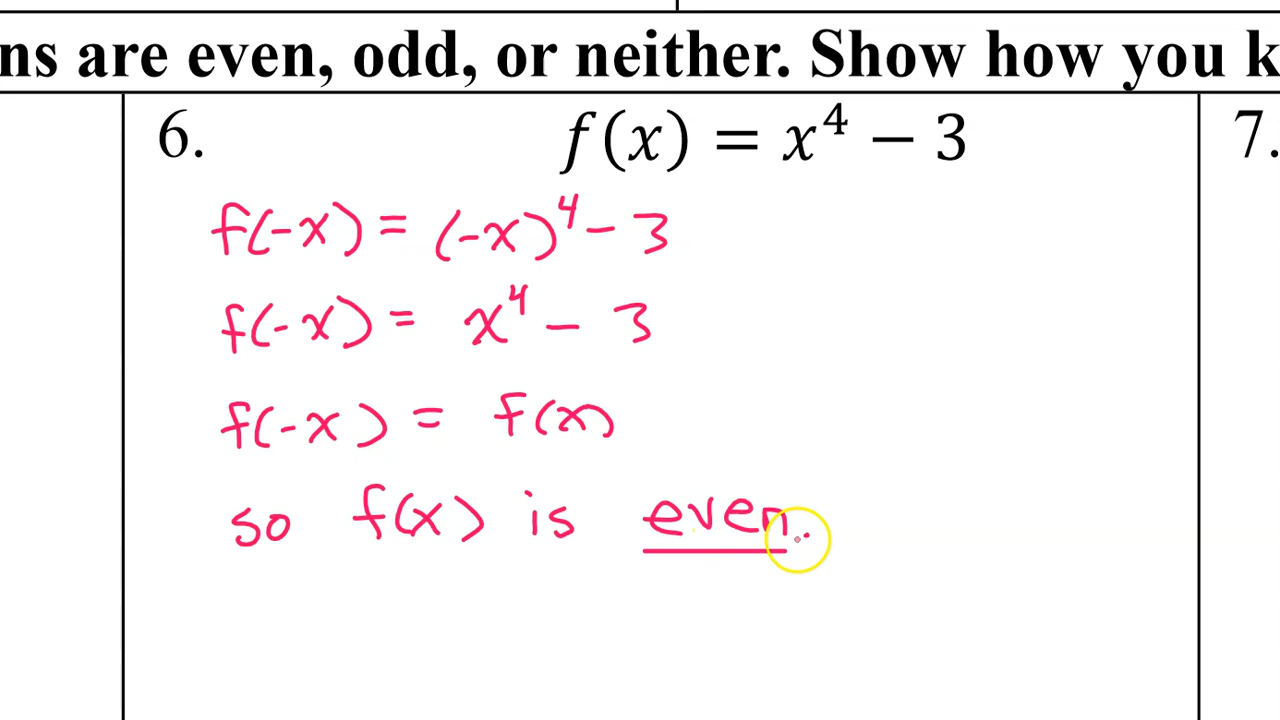 ns are even, odd, or neither. Show how you k
6. f(x) = x⁴ − 3
7.
f(-x) = (-x)⁴ - 3
f(-x) = x⁴ - 3
f(-x) = f(x)
so f(x) is even.